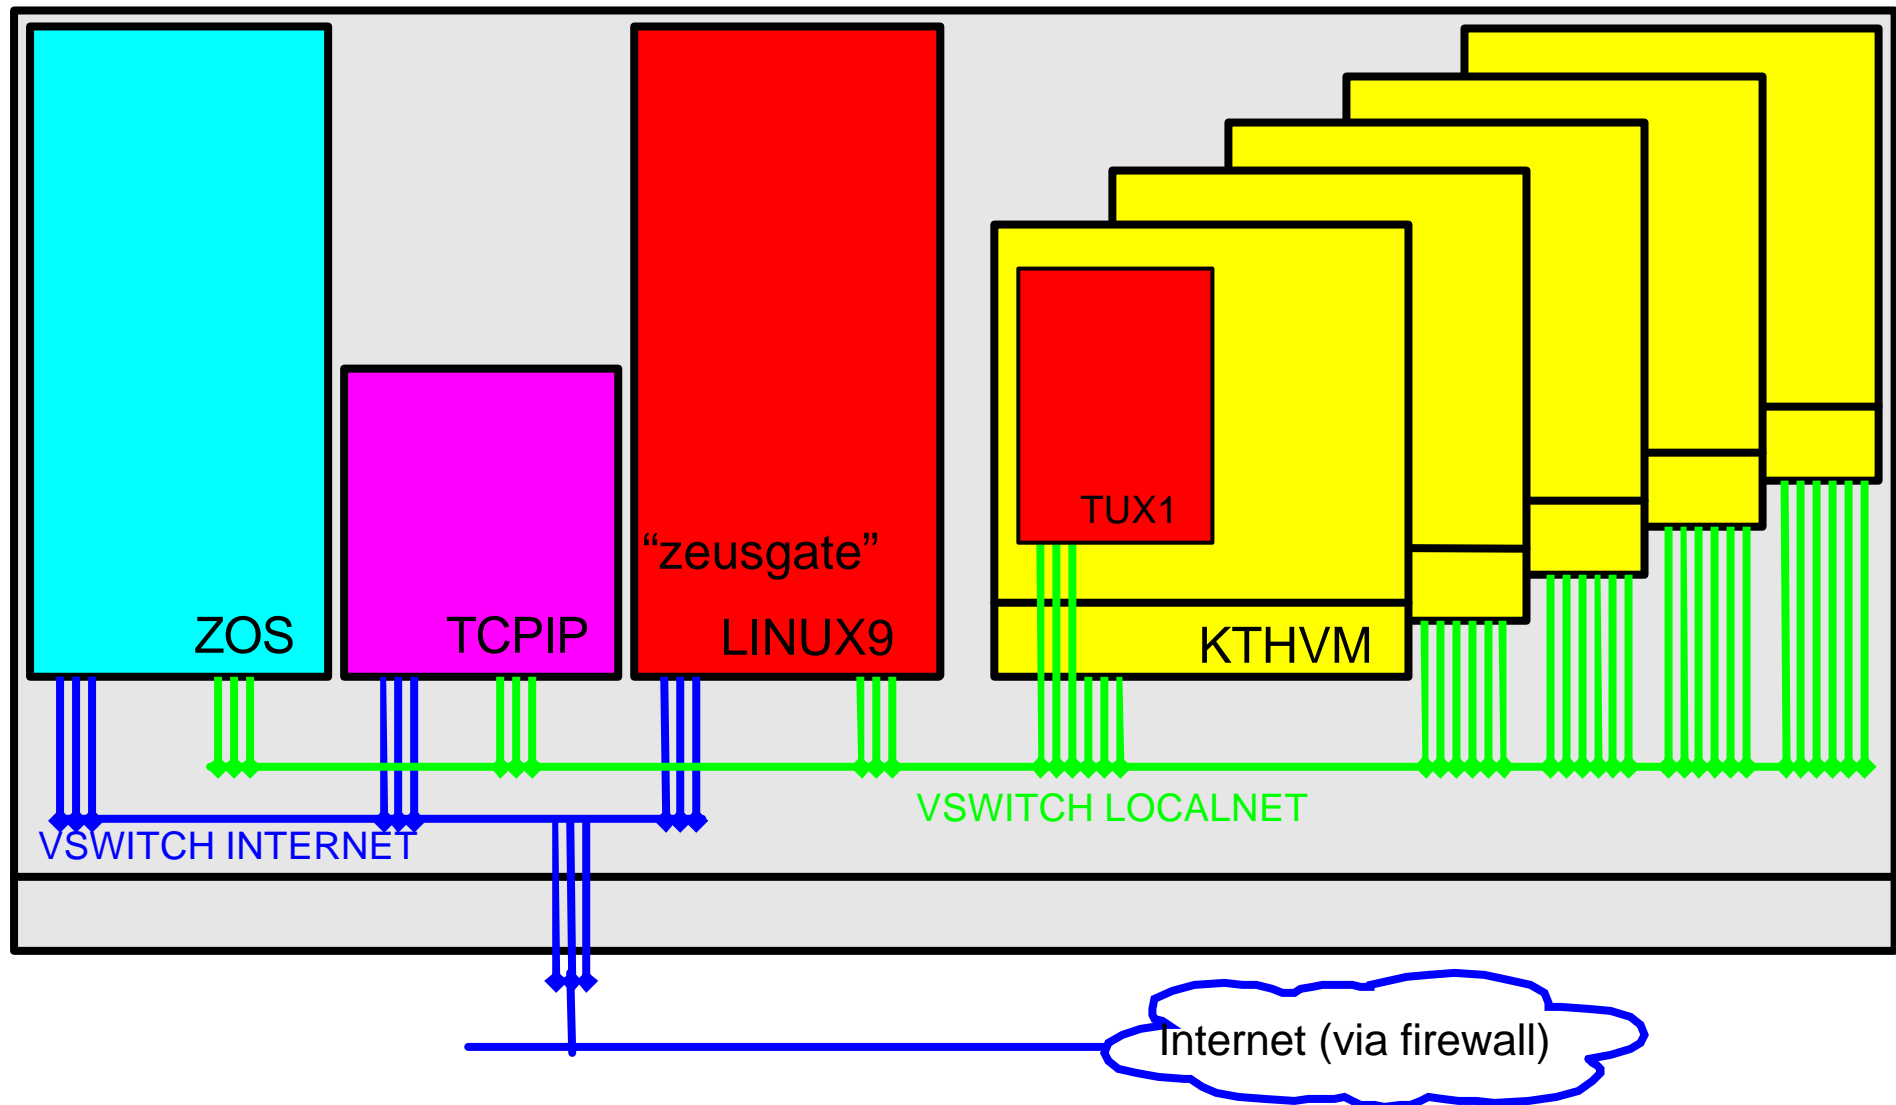 TUX1
“zeusgate”
ZOS
TCPIP
LINUX9
KTHVM
VSWITCH LOCALNET
VSWITCH INTERNET
Internet (via firewall)